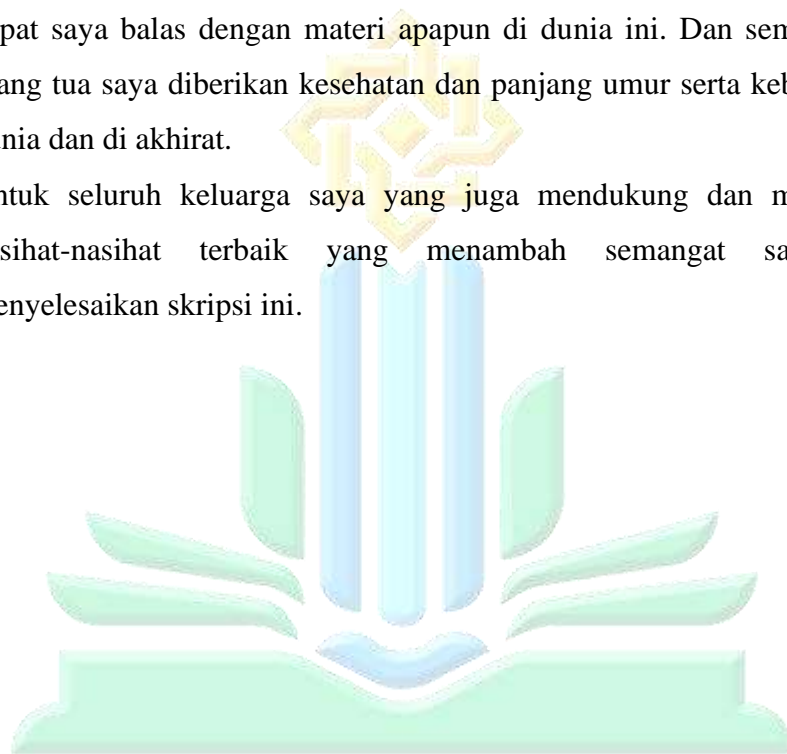 pat saya balas dengan materi apapun di dunia ini. Dan sem
ang tua saya diberikan kesehatan dan panjang umur serta keb
unia dan di akhirat.
ntuk seluruh keluarga saya yang juga mendukung dan m
sihat-nasihat terbaik yang menambah semangat sa
enyelesaikan skripsi ini.